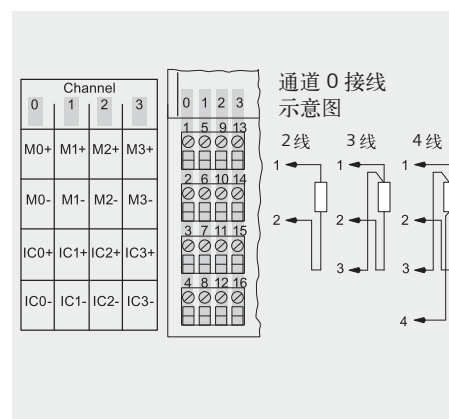 Channel
0 1 2 3
M0+ M1+ M2+ M3+
M0- M1- M2- M3-
IC0+ IC1+ IC2+ IC3+
IC0- IC1- IC2- IC3-
0 1 2 3
1 5 9 13
2 6 10 14
3 7 11 15
4 8 12 16
通道 0 接线
示意图
2线 3线 4线
1 1 1
2 2 2
3 3
4